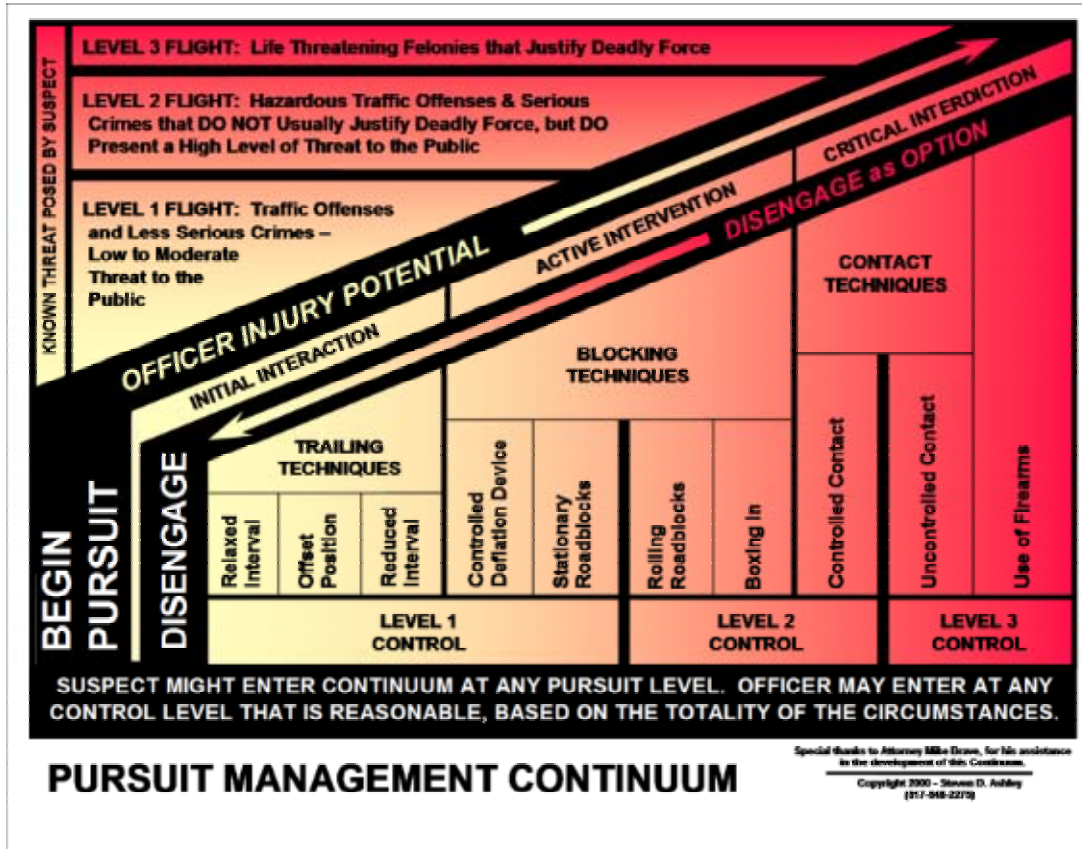 KNOWN THREAT POSED BY SUSPECT
LEVEL 3 FLIGHT: Life Threatening Felonies that Justify Deadly Force
LEVEL 2 FLIGHT: Hazardous Traffic Offenses & Serious
Crimes that DO NOT Usually Justify Deadly Force, but DO
Present a High Level of Threat to the Public
LEVEL 1 FLIGHT: Traffic Offenses
and Less Serious Crimes –
Low to Moderate
Threat to the
Public
OFFICER INJURY POTENTIAL
INITIAL INTERACTION
ACTIVE INTERVENTION
CRITICAL INTERDICTION
DISENGAGE as OPTION
BEGIN
PURSUIT
DISENGAGE
TRAILING
TECHNIQUES
BLOCKING
TECHNIQUES
CONTACT
TECHNIQUES
Relaxed
Interval
Offset
Position
Reduced
Interval
Controlled
Deflation Device
Stationary
Roadblocks
Rolling
Roadblocks
Boxing In
Controlled Contact
Uncontrolled Contact
Use of Firearms
LEVEL 1
CONTROL
LEVEL 2
CONTROL
LEVEL 3
CONTROL
SUSPECT MIGHT ENTER CONTINUUM AT ANY PURSUIT LEVEL. OFFICER MAY ENTER AT ANY
CONTROL LEVEL THAT IS REASONABLE, BASED ON THE TOTALITY OF THE CIRCUMSTANCES.
PURSUIT MANAGEMENT CONTINUUM
Special thanks to Attorney Mike Brave, for his assistance
in the development of this Continuum.
Copyright 2000 – Steven D. Ashley